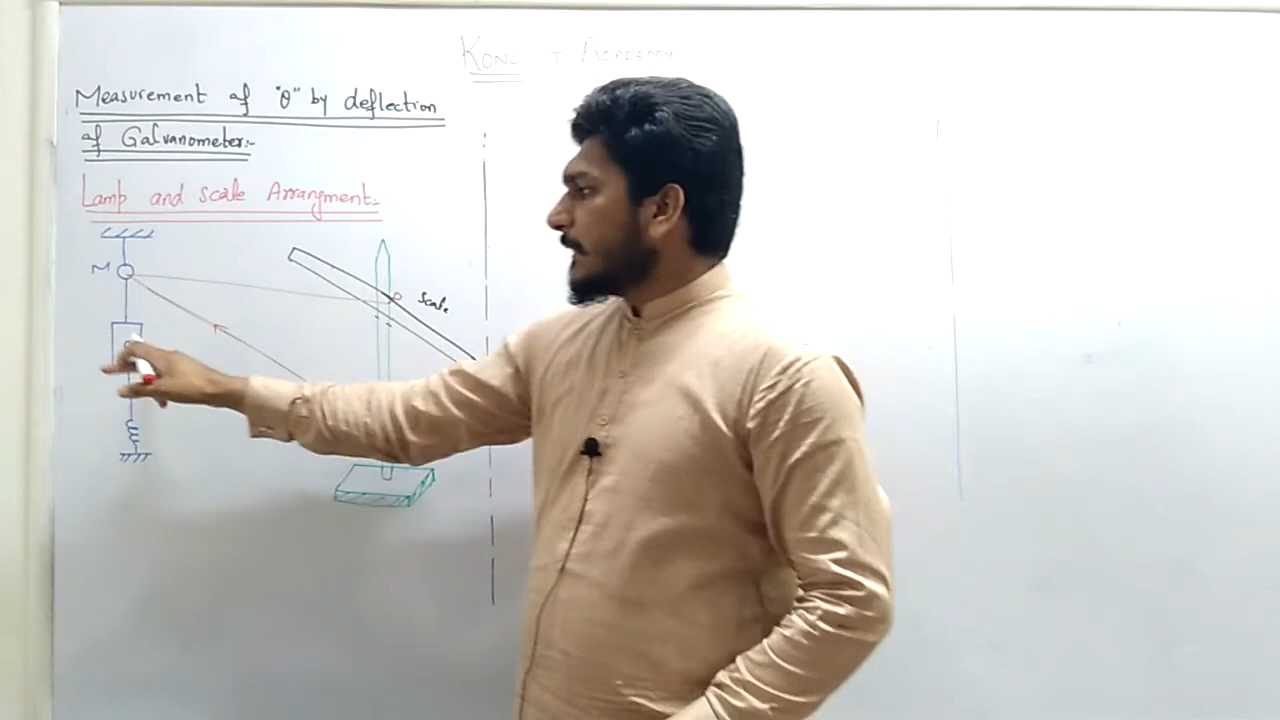 Measurement of "θ" by deflection
of Galvanometer:-
Lamp and scale Arrangment:-
M
Scale